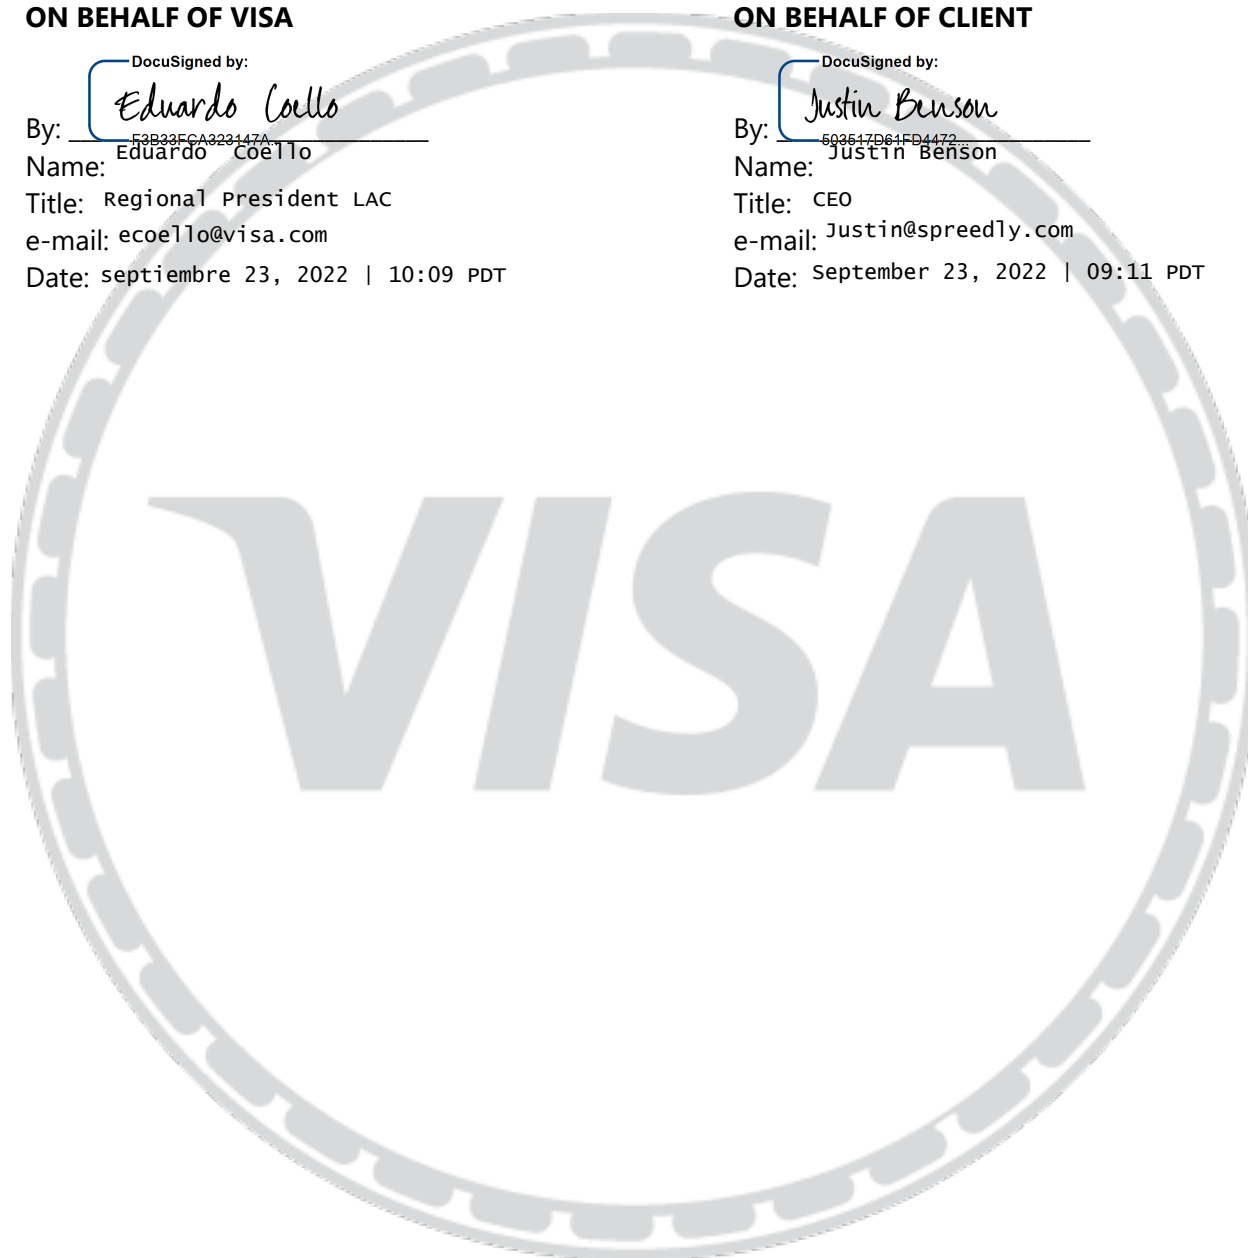 ON BEHALF OF VISA
DocuSigned by:
Eduardo Coello
By: ___________________________
F3B33FCA323147A...
Name: Eduardo Coello
Title: Regional President LAC
e-mail: ecoello@visa.com
Date: septiembre 23, 2022 | 10:09 PDT
ON BEHALF OF CLIENT
DocuSigned by:
Justin Benson
By: ___________________________
503517D61FD4472...
Name: Justin Benson
Title: CEO
e-mail: Justin@spreedly.com
Date: September 23, 2022 | 09:11 PDT
VISA